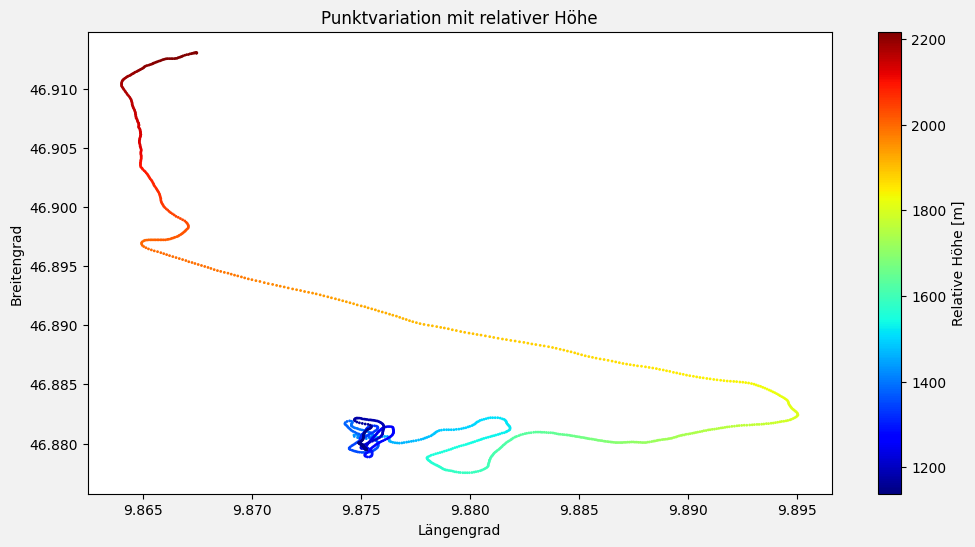 Punktvariation mit relativer Höhe
Breitengrad
46.910
46.905
46.900
46.895
46.890
46.885
46.880
9.865 9.870 9.875 9.880 9.885 9.890 9.895
Längengrad
2200
2000
1800
1600
1400
1200
Relative Höhe [m]